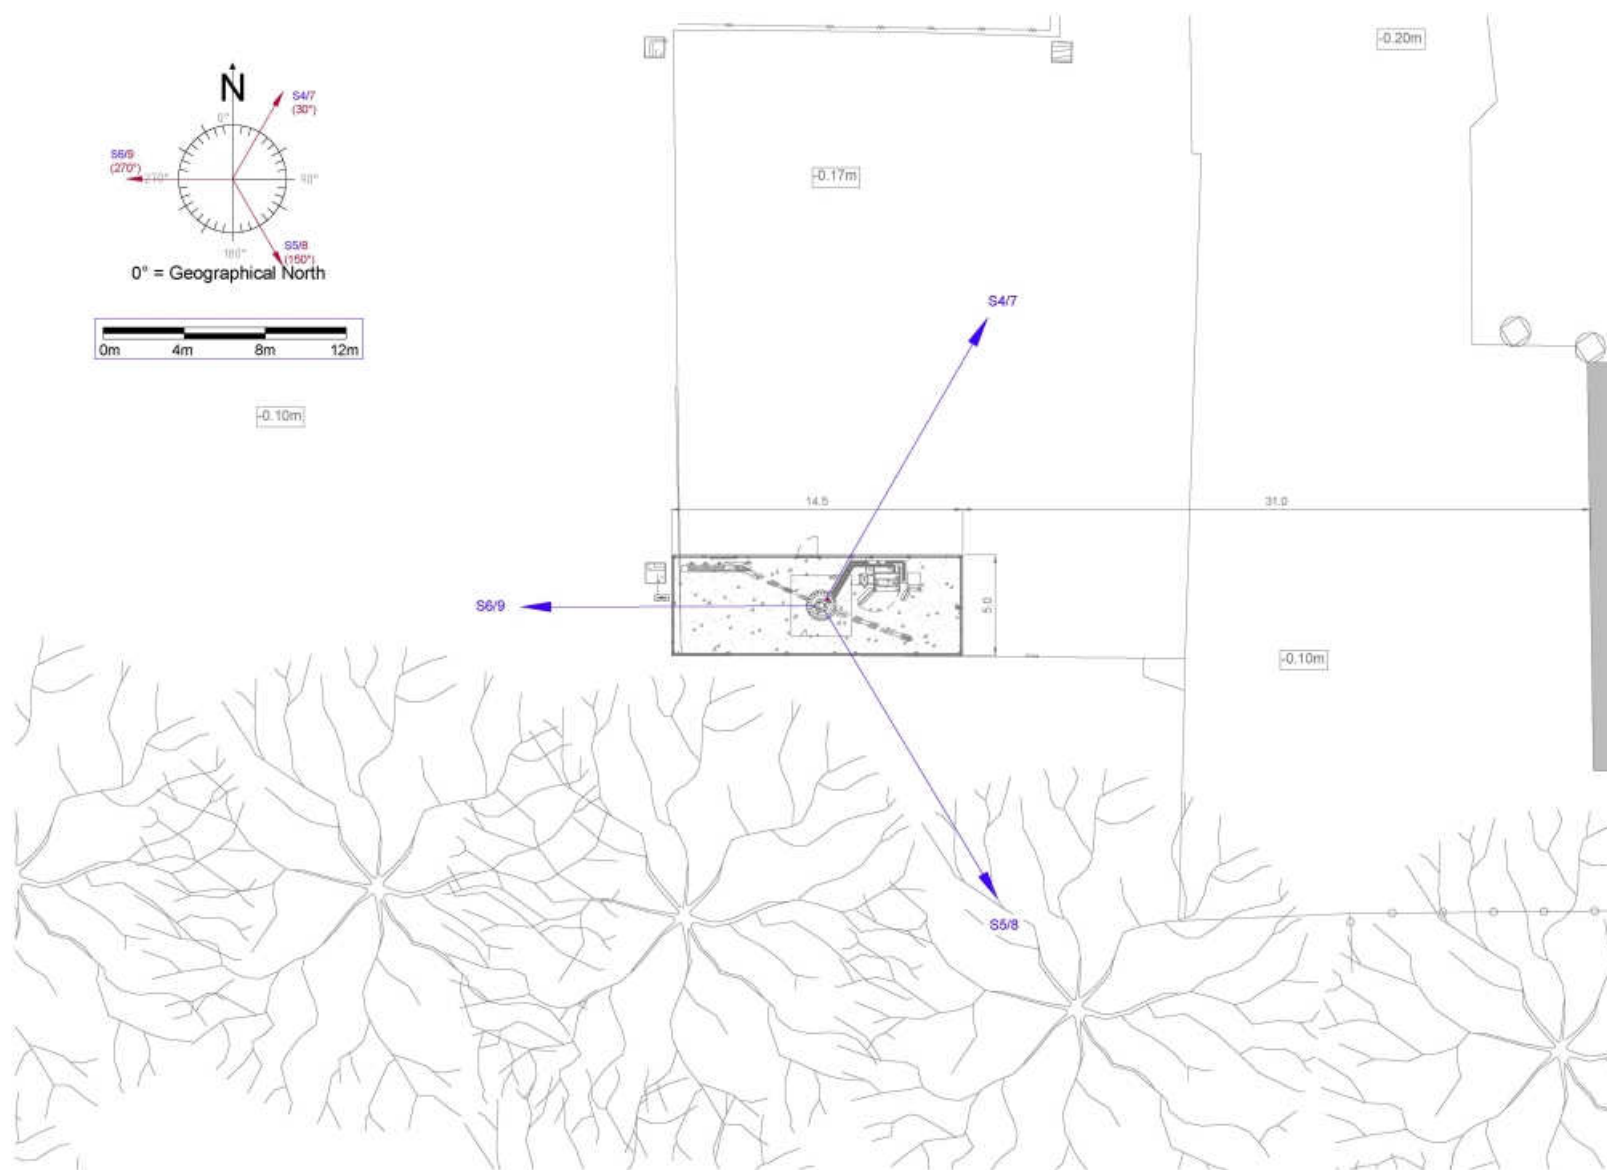 -0.20m
N
S4/7
(30°)
0°
S6/9
(270°)
270°
90°
S5/8
(150°)
180°
0° = Geographical North
-0.17m
S4/7
0m 4m 8m 12m
-0.10m
14.5 31.0
S6/9
5.0
-0.10m
S5/8